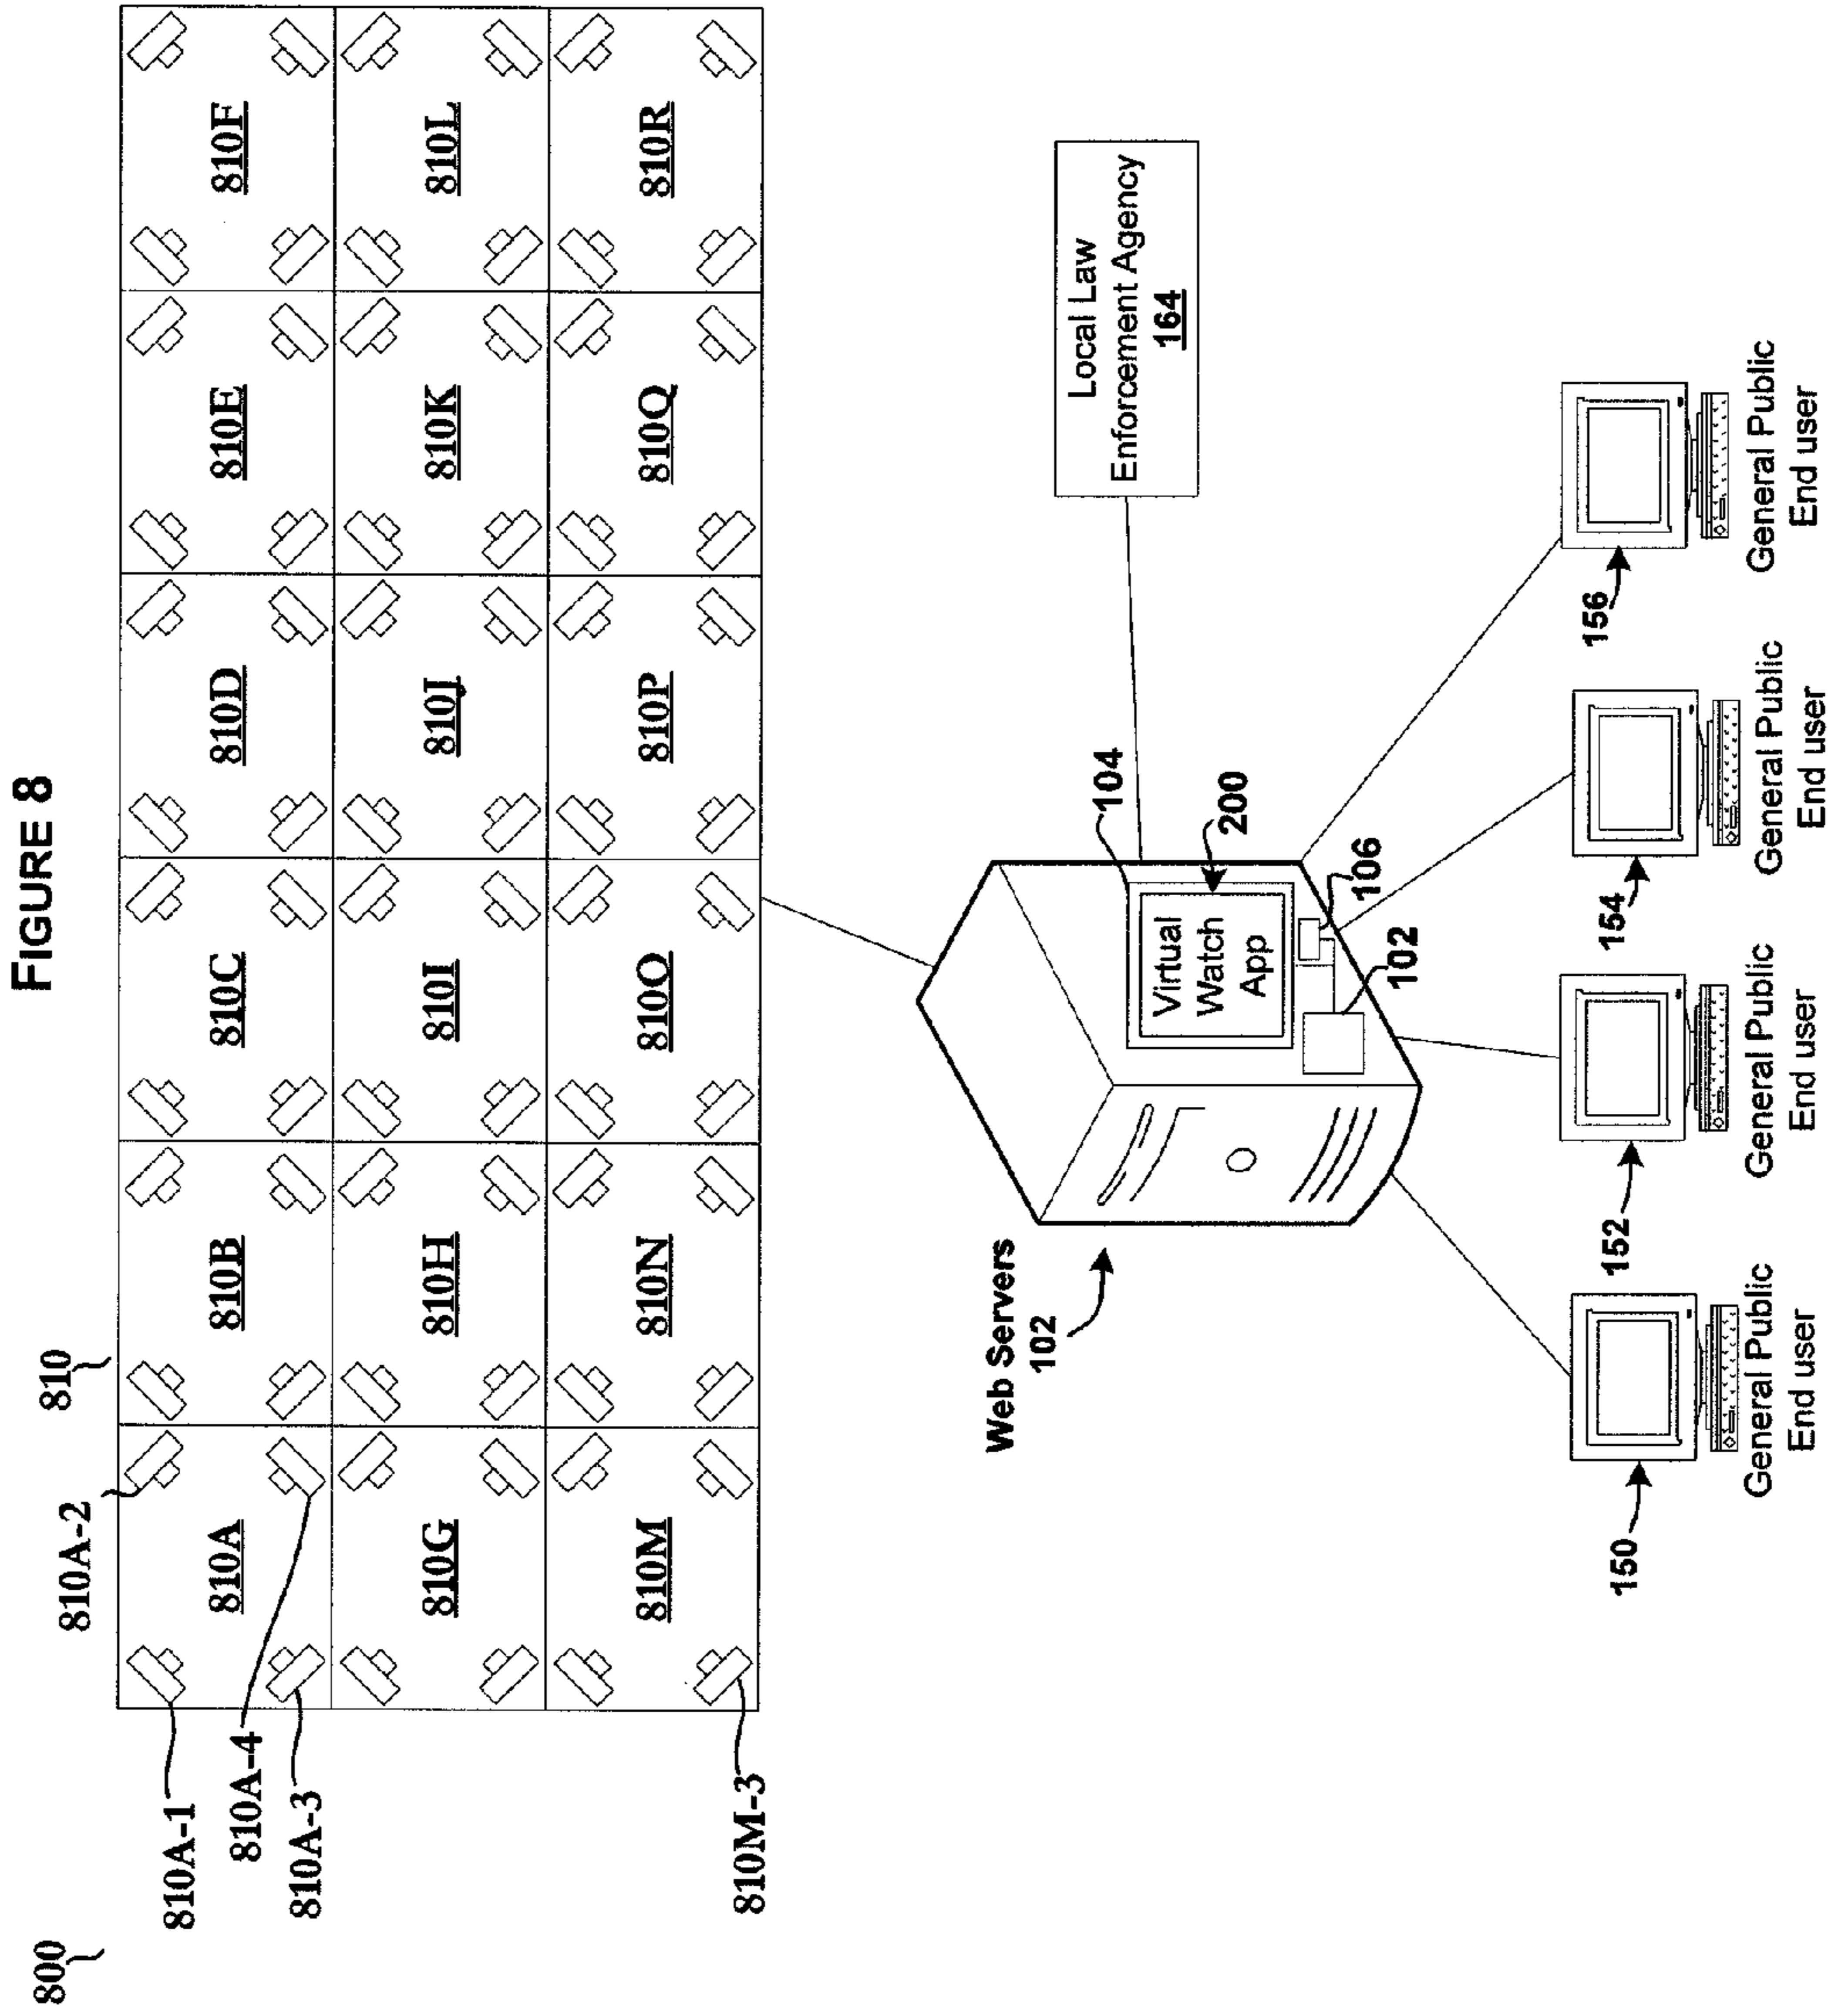 FIGURE 8
800
810
810A-2
810A-1
810A-4
810A-3
810M-3
810A
810B
810C
810D
810E
810F
810G
810H
810I
810J
810K
810L
810M
810N
810O
810P
810Q
810R
Web Servers
102
Virtual
Watch
App
104
200
106
102
Local Law
Enforcement Agency
164
150
General Public
End user
152
General Public
End user
154
General Public
End user
156
General Public
End user